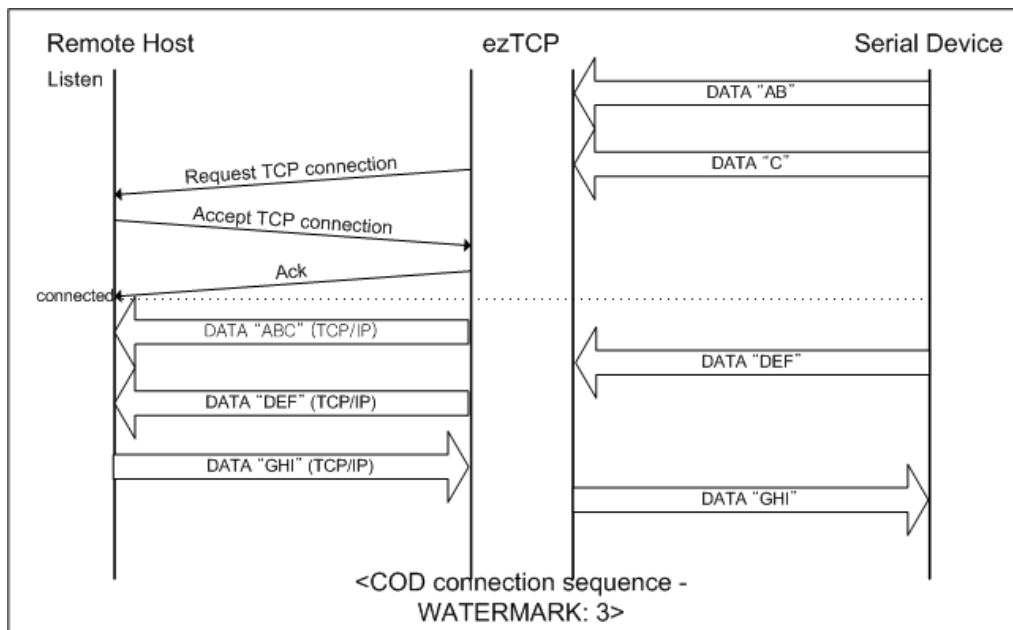 Remote Host
ezTCP
Serial Device
Listen
DATA “AB”
DATA “C”
Request TCP connection
Accept TCP connection
Ack
connected
DATA “ABC” (TCP/IP)
DATA “DEF”
DATA “DEF” (TCP/IP)
DATA “GHI” (TCP/IP)
DATA “GHI”
<COD connection sequence -
WATERMARK: 3>